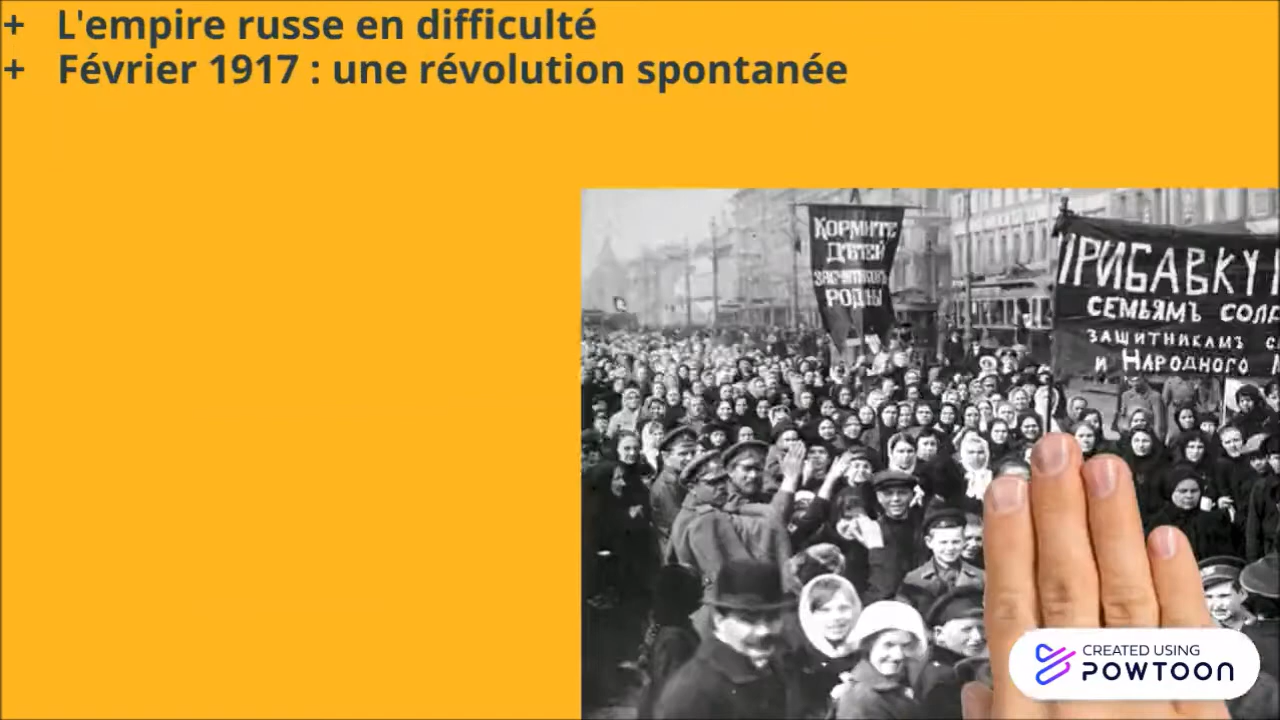 + L'empire russe en difficulté
+ Février 1917 : une révolution spontanée
КОРМИТЕ
ДѢТЕЙ
РОДИНЫ
ПРИБАВКУ
СЕМЬЯМЪ СОЛ
ЗАЩИТНИКАМЪ
и НАРОДНОГО
CREATED USING
POWTOON